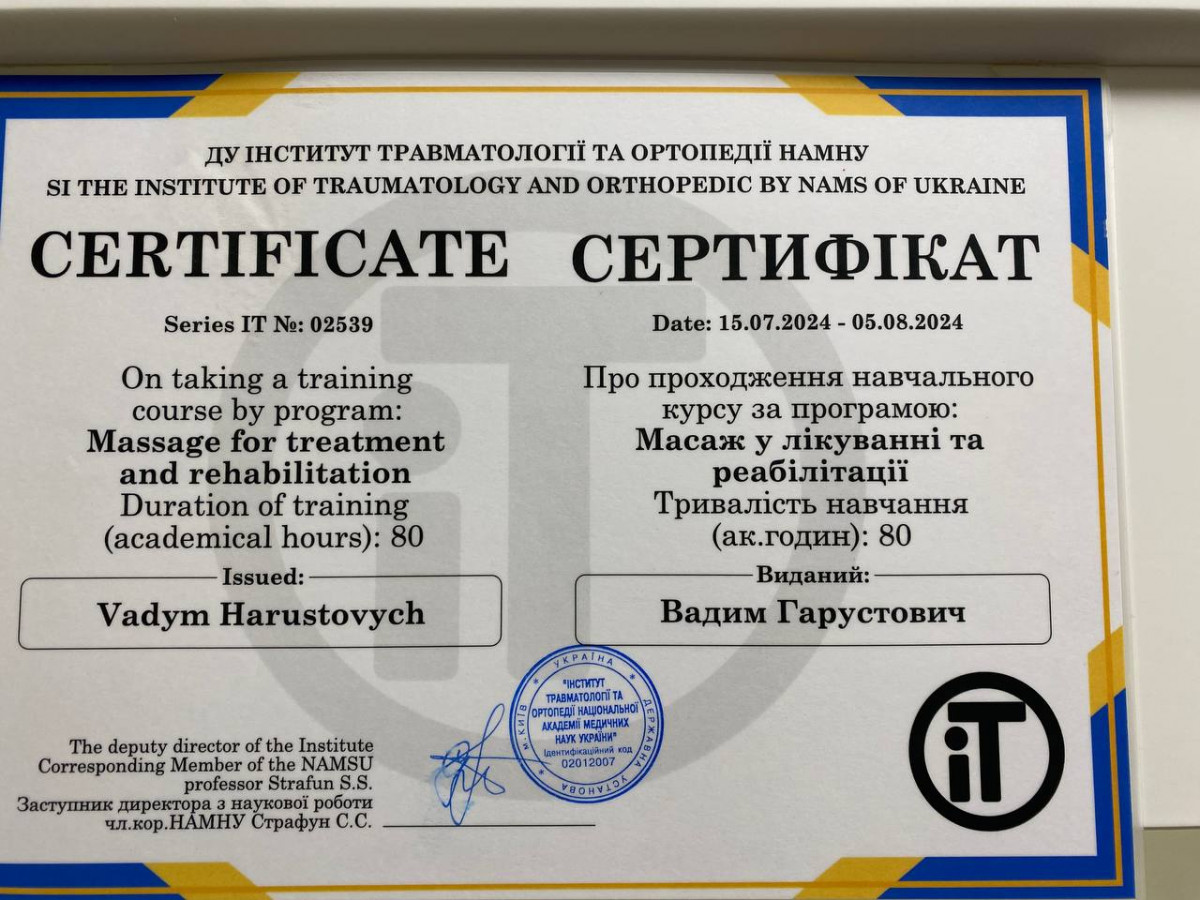 ДУ ІНСТИТУТ ТРАВМАТОЛОГІЇ ТА ОРТОПЕДІЇ НАМНУ
SI THE INSTITUTE OF TRAUMATOLOGY AND ORTHOPEDIC BY NAMS OF UKRAINE
CERTIFICATE
Series IT №: 02539
On taking a training
course by program:
Massage for treatment
and rehabilitation
Duration of training
(academical hours): 80
Issued:
Vadym Harustovych
СЕРТИФІКАТ
Date: 15.07.2024 - 05.08.2024
Про проходження навчального
курсу за програмою:
Масаж у лікуванні та
реабілітації
Тривалість навчання
(ак.годин): 80
Виданий:
Вадим Гарустович
The deputy director of the Institute
Corresponding Member of the NAMSU
professor Strafun S.S.
Заступник директора з наукової роботи
чл.кор.НАМНУ Страфун С.С.
* УКРАЇНА * ДЕРЖАВНА УСТАНОВА * м.КИЇВ
"ІНСТИТУТ
ТРАВМАТОЛОГІЇ ТА
ОРТОПЕДІЇ НАЦІОНАЛЬНОЇ
АКАДЕМІЇ МЕДИЧНИХ
НАУК УКРАЇНИ"
Ідентифікаційний код
02012007
iT